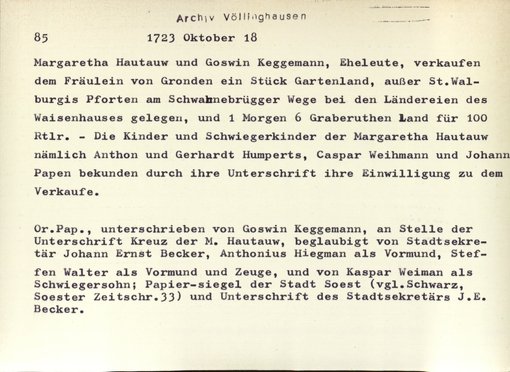 Archiv Völlinghausen
85 1723 Oktober 18
Margaretha Hautauw und Goswin Keggemann, Eheleute, verkaufen
dem Fräulein von Gronden ein Stück Gartenland, außer St.Wal-
burgis Pforten am Schwahnebrügger Wege bei den Ländereien des
Waisenhauses gelegen, und 1 Morgen 6 Graberuthen Land für 100
Rtlr. - Die Kinder und Schwiegerkinder der Margaretha Hautauw
nämlich Anthon und Gerhardt Humperts, Caspar Weihmann und Johann
Papen bekunden durch ihre Unterschrift ihre Einwilligung zu dem
Verkaufe.
Or.Pap., unterschrieben von Goswin Keggemann, an Stelle der
Unterschrift Kreuz der M. Hautauw, beglaubigt von Stadtsekre-
tär Johann Ernst Becker, Anthonius Hiegman als Vormund, Stef-
fen Walter als Vormund und Zeuge, und von Kaspar Weiman als
Schwiegersohn; Papier-siegel der Stadt Soest (vgl.Schwarz,
Soester Zeitschr.33) und Unterschrift des Stadtsekretärs J.E.
Becker.